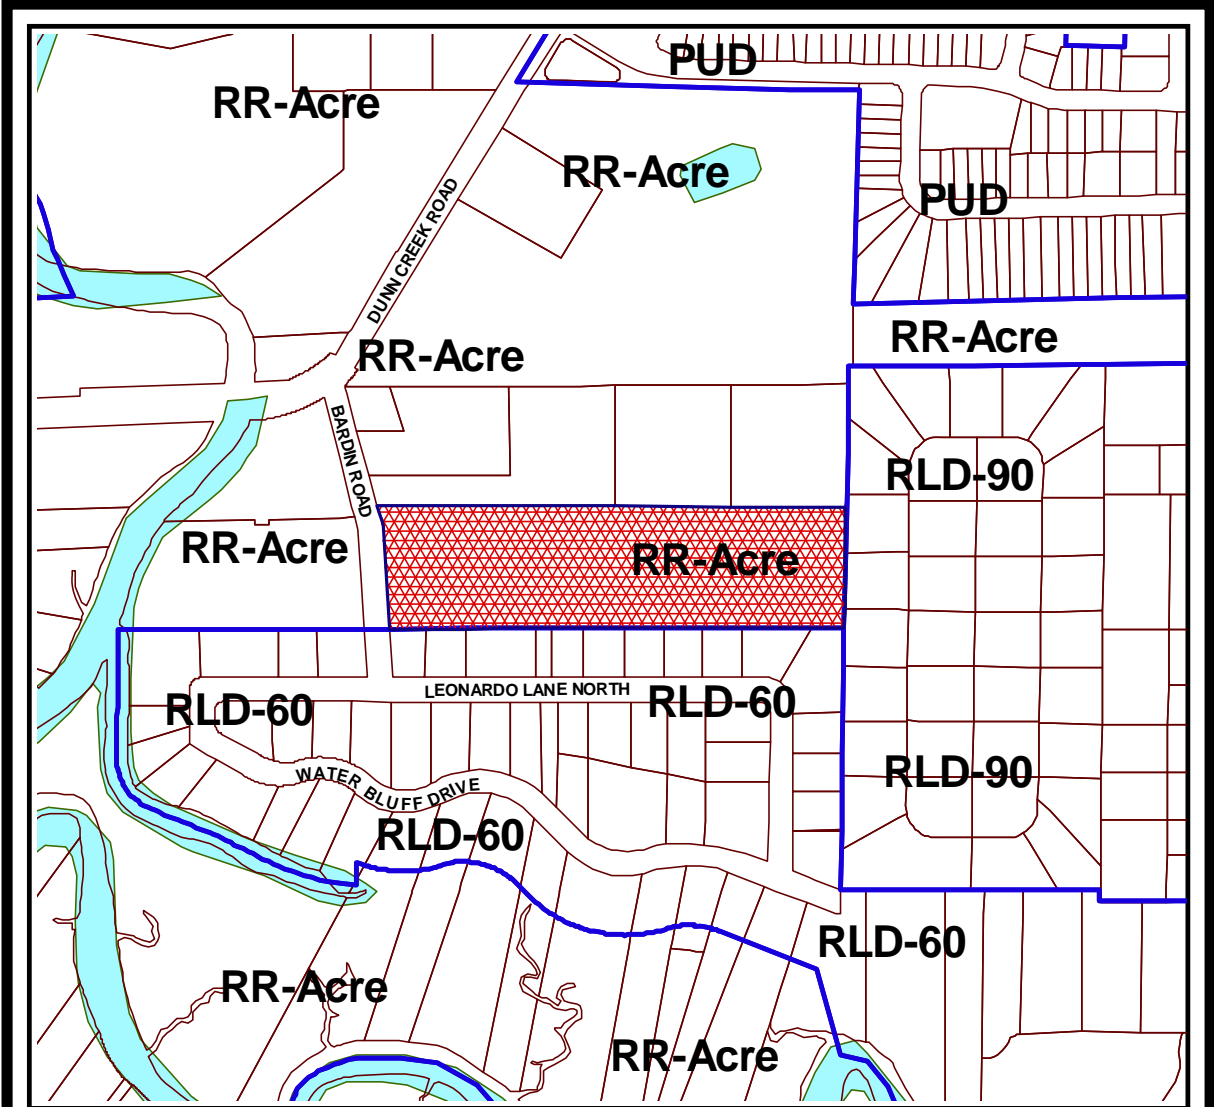 PUD
RR-Acre
RR-Acre
PUD
DUNN CREEK ROAD
RR-Acre
RR-Acre
BARDIN ROAD
RLD-90
RR-Acre
RR-Acre
LEONARDO LANE NORTH
RLD-60
RLD-60
WATER BLUFF DRIVE
RLD-90
RLD-60
RLD-60
RR-Acre
RR-Acre